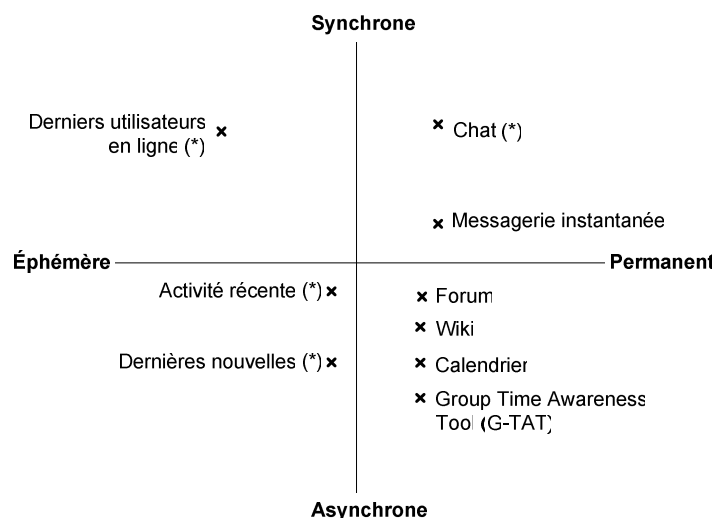 Synchrone
Derniers utilisateurs
en ligne (*)
Chat (*)
Messagerie instantanée
Éphémère
Permanent
Activité récente (*)
Forum
Wiki
Dernières nouvelles (*)
Calendrier
Group Time Awareness
Tool (G-TAT)
Asynchrone